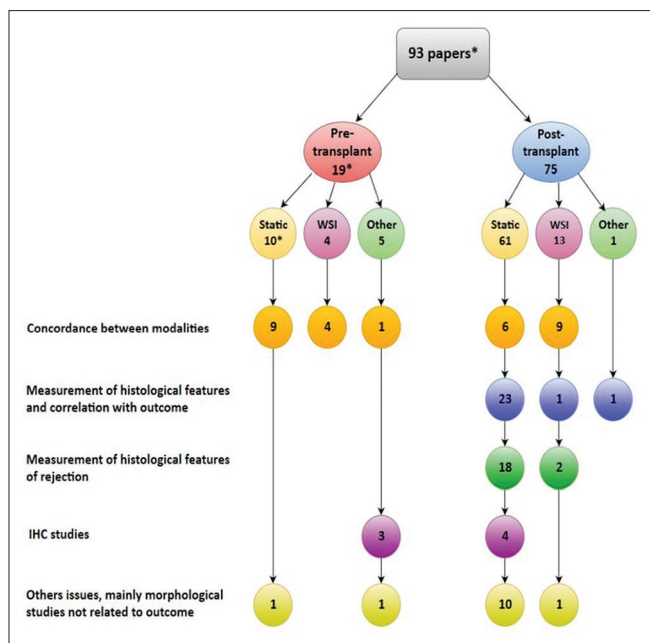 93 papers*
Pre-
transplant
19*
Post-
transplant
75
Static
10*
WSI
4
Other
5
Static
61
WSI
13
Other
1
Concordance between modalities
9
4
1
6
9
Measurement of histological features
and correlation with outcome
23
1
1
Measurement of histological features
of rejection
18
2
IHC studies
3
4
Others issues, mainly morphological
studies not related to outcome
1
1
10
1